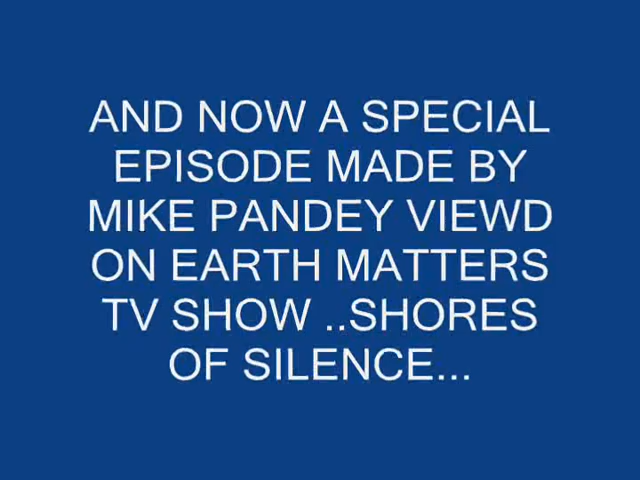 AND NOW A SPECIAL
EPISODE MADE BY
MIKE PANDEY VIEWD
ON EARTH MATTERS
TV SHOW ..SHORES
OF SILENCE...